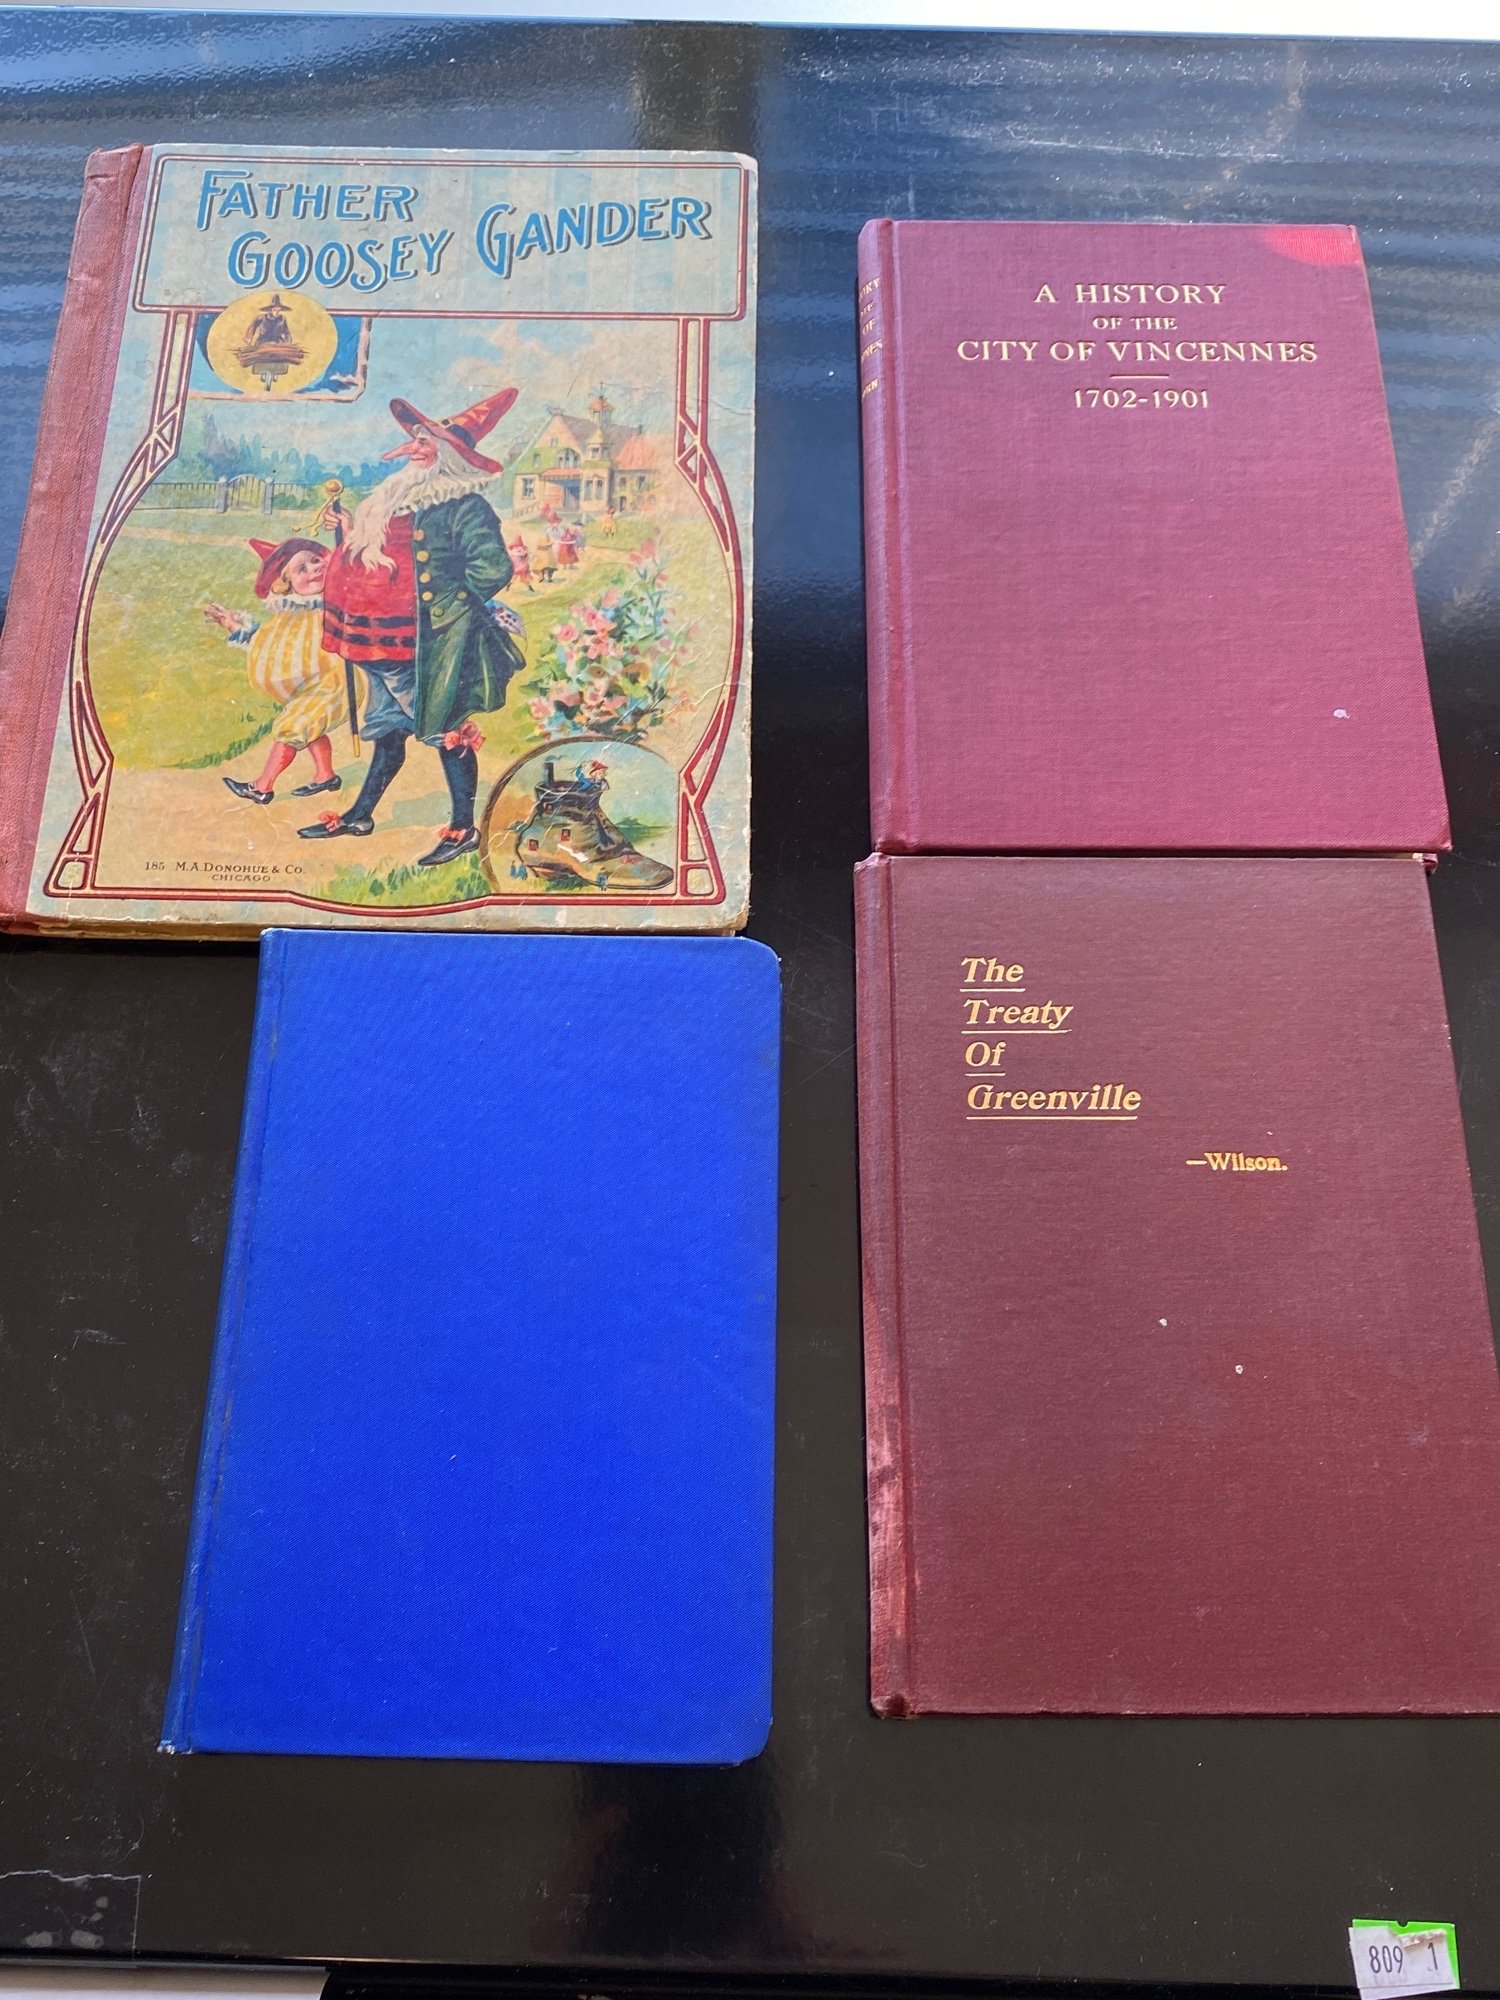 FATHER
GOOSEY GANDER
185 M.A. DONOHUE & CO.
CHICAGO
A HISTORY
OF THE
CITY OF VINCENNES
1702-1901
OF
The
Treaty
Of
Greenville
—Wilson.
809 1